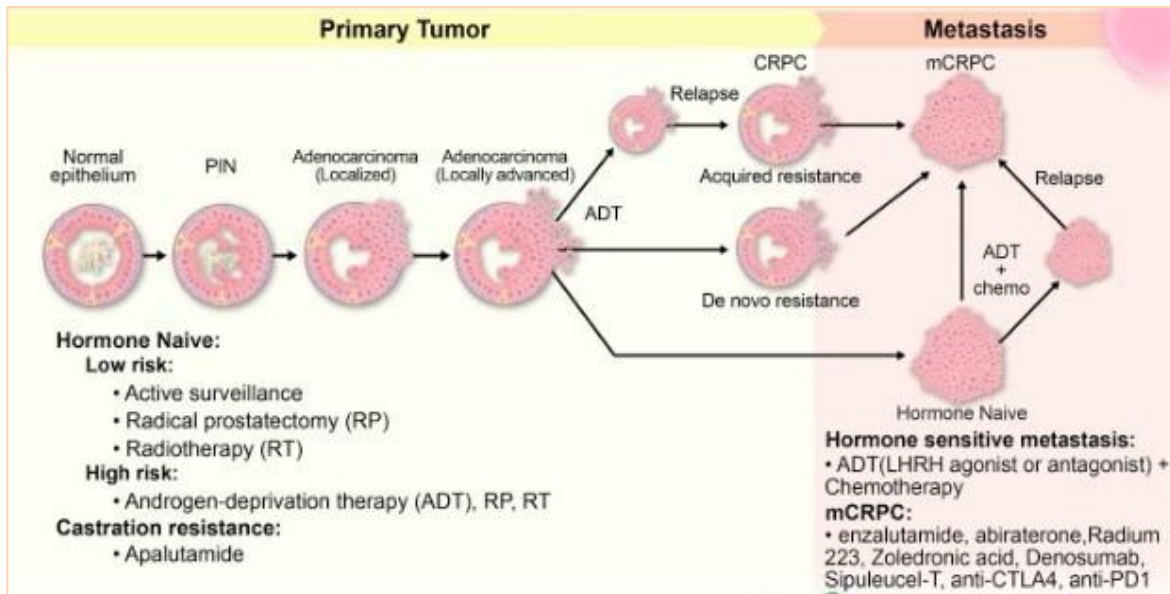 Primary Tumor
Metastasis
CRPC
mCRPC
Relapse
Normal
epithelium
PIN
Adenocarcinoma
(Localized)
Adenocarcinoma
(Locally advanced)
Acquired resistance
Relapse
ADT
ADT
+
chemo
De novo resistance
Hormone Naive
Hormone Naive:
Low risk:
• Active surveillance
• Radical prostatectomy (RP)
• Radiotherapy (RT)
High risk:
• Androgen-deprivation therapy (ADT), RP, RT
Castration resistance:
• Apalutamide
Hormone sensitive metastasis:
• ADT(LHRH agonist or antagonist) +
Chemotherapy
mCRPC:
• enzalutamide, abiraterone,Radium
223, Zoledronic acid, Denosumab,
Sipuleucel-T, anti-CTLA4, anti-PD1